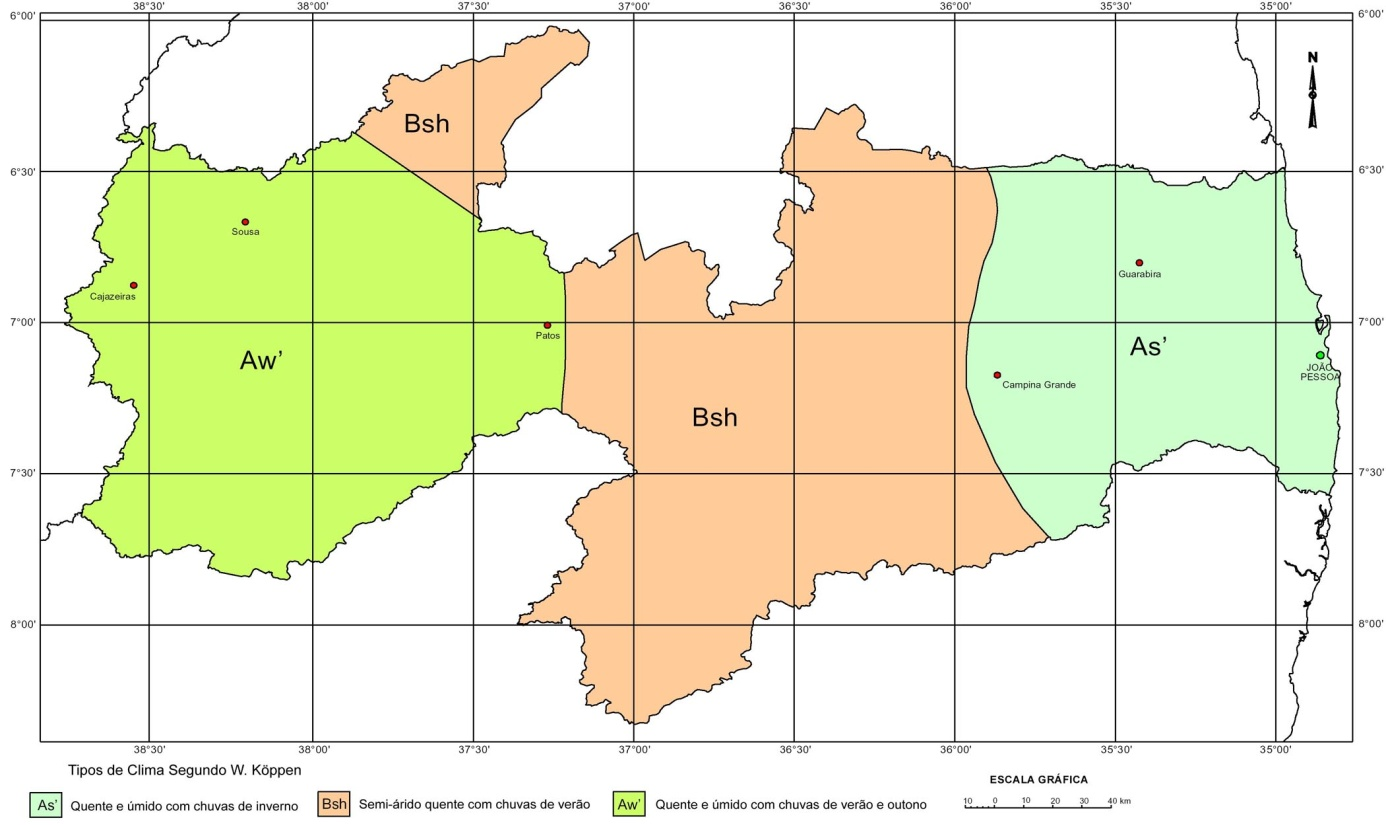 38°30' 38°00' 37°30' 37°00' 36°30' 36°00' 35°30' 35°00'
6°00' 6°00'
N
Bsh
6°30' 6°30'
Sousa
Guarabira
Cajazeiras
7°00' 7°00'
Patos
Aw’ As’
JOÃO
PESSOA
Campina Grande
Bsh
7°30' 7°30'
8°00' 8°00'
38°30' 38°00' 37°30' 37°00' 36°30' 36°00' 35°30' 35°00'
Tipos de Clima Segundo W. Köppen
ESCALA GRÁFICA
As’ Quente e úmido com chuvas de inverno
Bsh Semi-árido quente com chuvas de verão
Aw’ Quente e úmido com chuvas de verão e outono
10 0 10 20 40 km